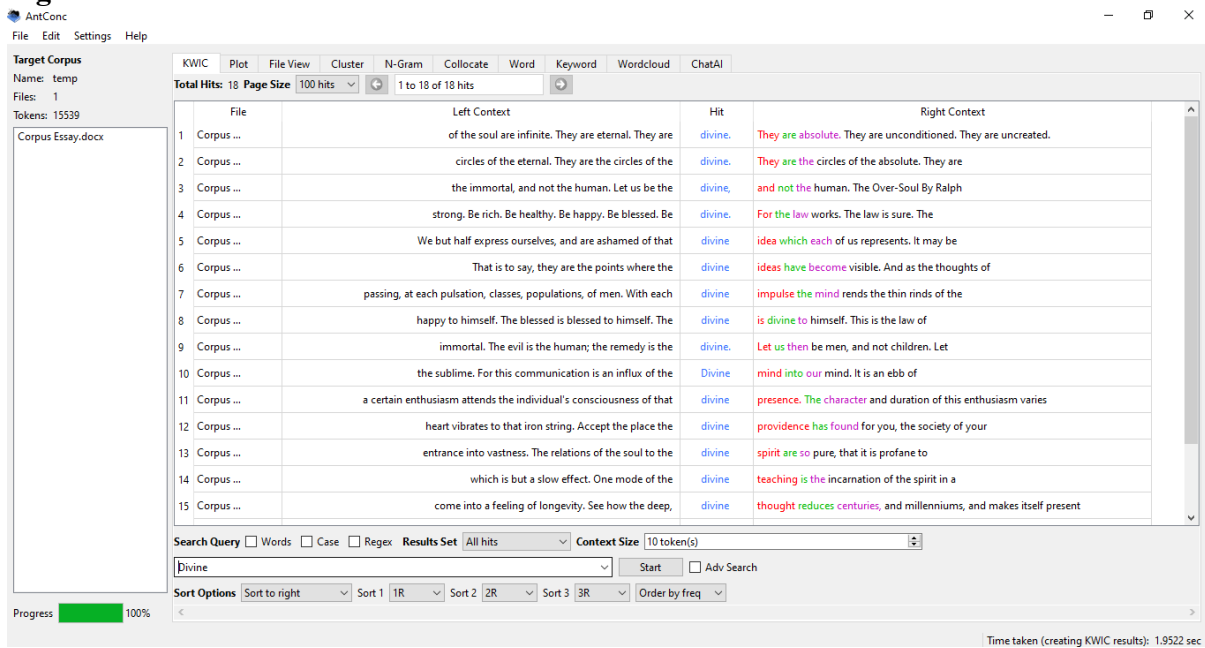 AntConc
File Edit Settings Help
Target Corpus
Name: temp
Files: 1
Tokens: 15539
Corpus Essay.docx
Progress 100%
KWIC Plot File View Cluster N-Gram Collocate Word Keyword Wordcloud ChatAI
Total Hits: 18 Page Size 100 hits 1 to 18 of 18 hits
File Left Context Hit Right Context
1 Corpus ... of the soul are infinite. They are eternal. They are divine. They are absolute. They are unconditioned. They are uncreated.
2 Corpus ... circles of the eternal. They are the circles of the divine. They are the circles of the absolute. They are
3 Corpus ... the immortal, and not the human. Let us be the divine, and not the human. The Over-Soul By Ralph
4 Corpus ... strong. Be rich. Be healthy. Be happy. Be blessed. Be divine. For the law works. The law is sure. The
5 Corpus ... We but half express ourselves, and are ashamed of that divine idea which each of us represents. It may be
6 Corpus ... That is to say, they are the points where the divine ideas have become visible. And as the thoughts of
7 Corpus ... passing, at each pulsation, classes, populations, of men. With each divine impulse the mind rends the thin rinds of the
8 Corpus ... happy to himself. The blessed is blessed to himself. The divine is divine to himself. This is the law of
9 Corpus ... immortal. The evil is the human; the remedy is the divine. Let us then be men, and not children. Let
10 Corpus ... the sublime. For this communication is an influx of the Divine mind into our mind. It is an ebb of
11 Corpus ... a certain enthusiasm attends the individual's consciousness of that divine presence. The character and duration of this enthusiasm varies
12 Corpus ... heart vibrates to that iron string. Accept the place the divine providence has found for you, the society of your
13 Corpus ... entrance into vastness. The relations of the soul to the divine spirit are so pure, that it is profane to
14 Corpus ... which is but a slow effect. One mode of the divine teaching is the incarnation of the spirit in a
15 Corpus ... come into a feeling of longevity. See how the deep, divine thought reduces centuries, and millenniums, and makes itself present
Search Query Words Case Regex Results Set All hits Context Size 10 token(s)
Divine Start Adv Search
Sort Options Sort to right Sort 1 1R Sort 2 2R Sort 3 3R Order by freq
Time taken (creating KWIC results): 1.9522 sec